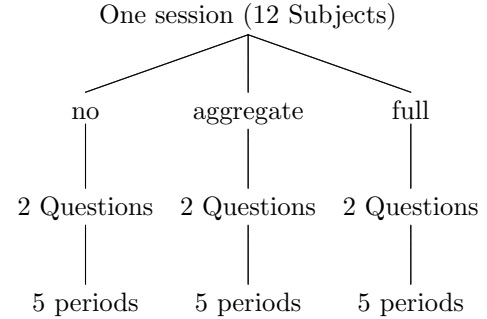 One session (12 Subjects)
no aggregate full
2 Questions 2 Questions 2 Questions
5 periods 5 periods 5 periods